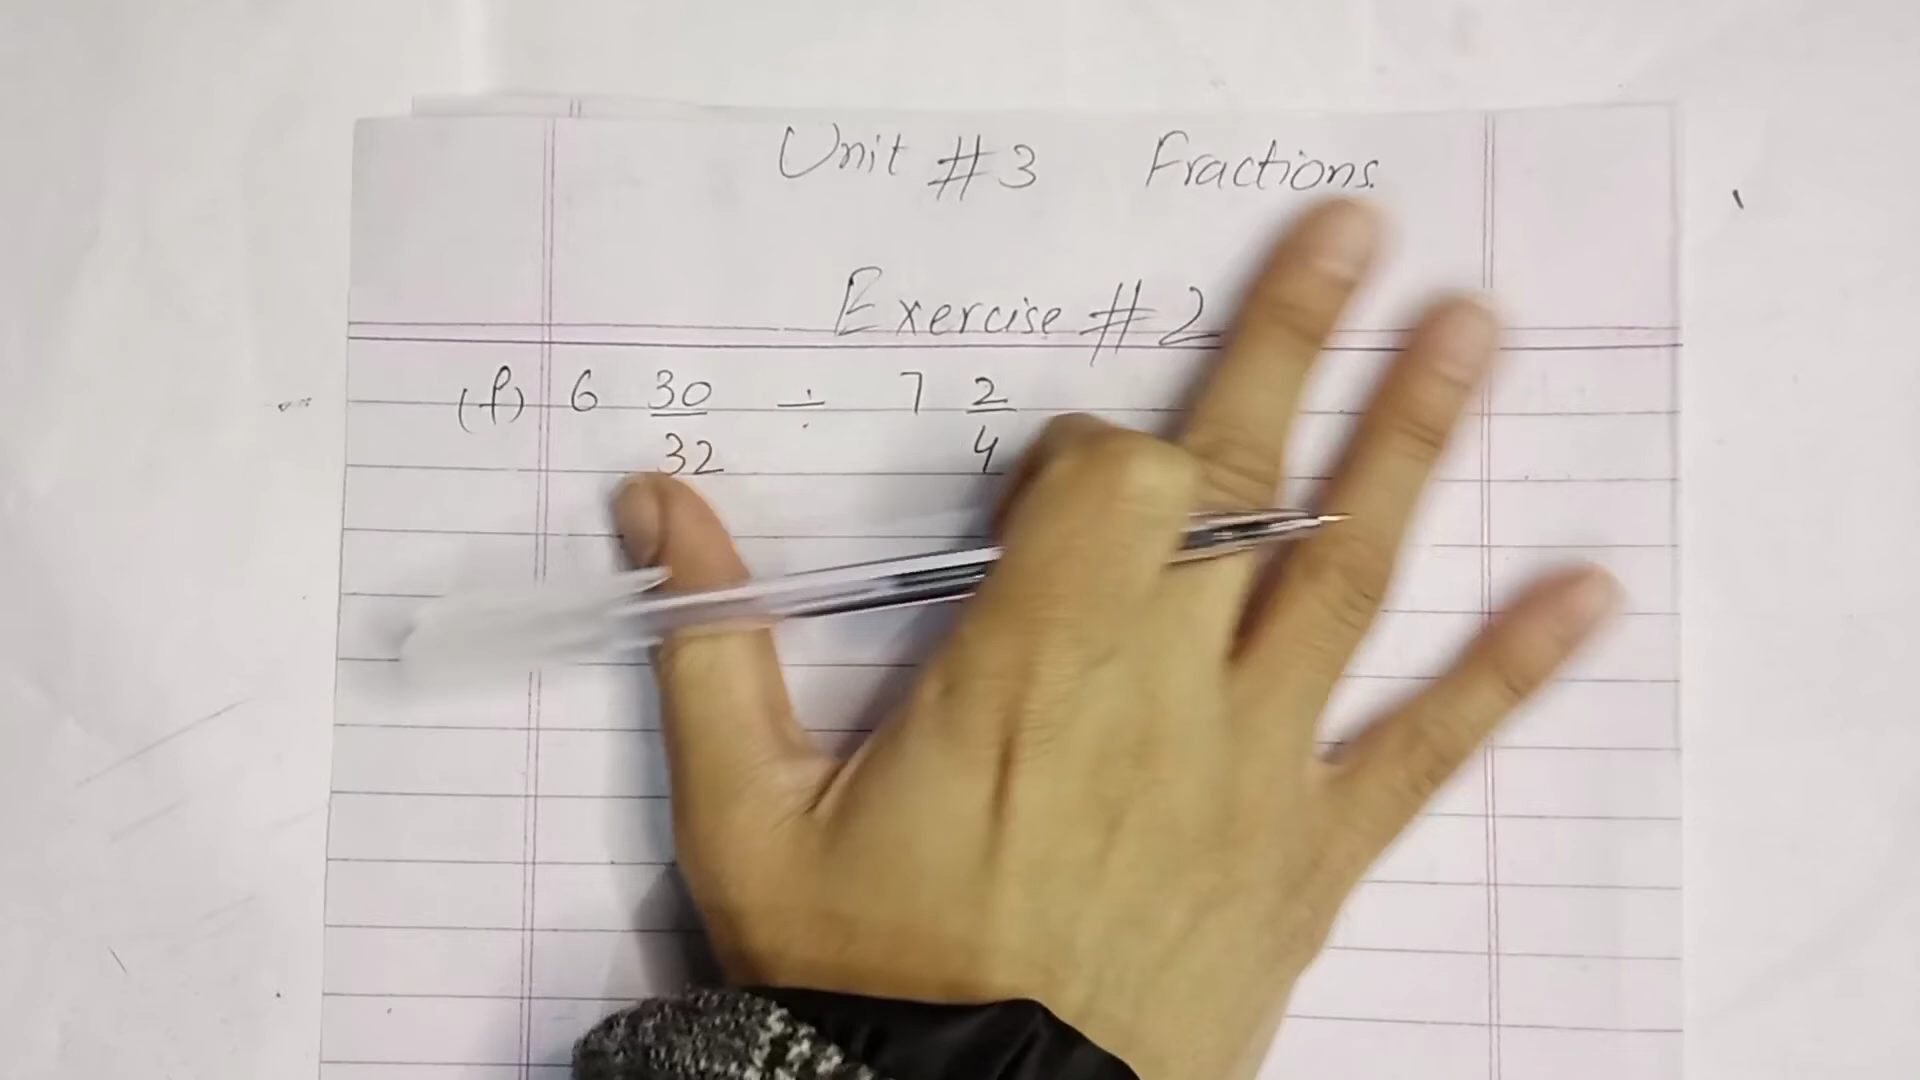 Unit #3 Fractions.
Exercise #2
(f) 6 30/32 ÷ 7 2/4